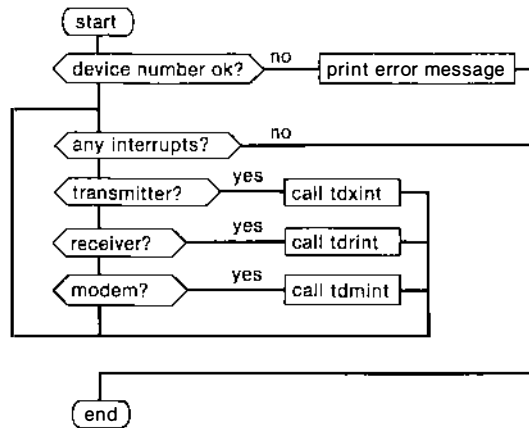 start
device number ok?
no
print error message
any interrupts?
no
transmitter?
yes
call tdxint
receiver?
yes
call tdrint
modem?
yes
call tdmint
end